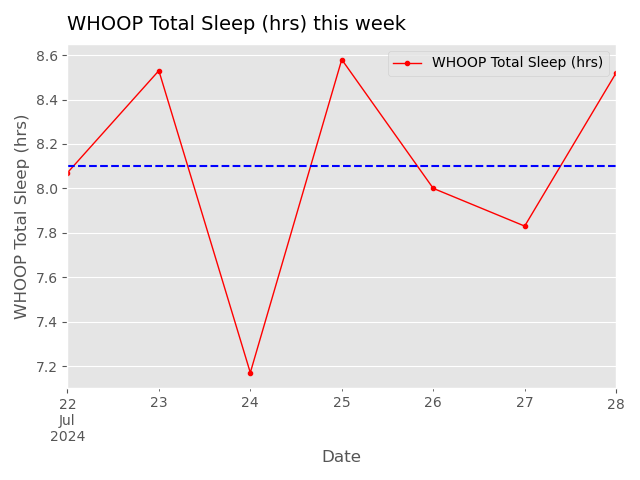 WHOOP Total Sleep (hrs) this week
WHOOP Total Sleep (hrs)
8.6
8.4
8.2
8.0
7.8
7.6
7.4
7.2
WHOOP Total Sleep (hrs)
22 23 24 25 26 27 28
Jul
2024
Date